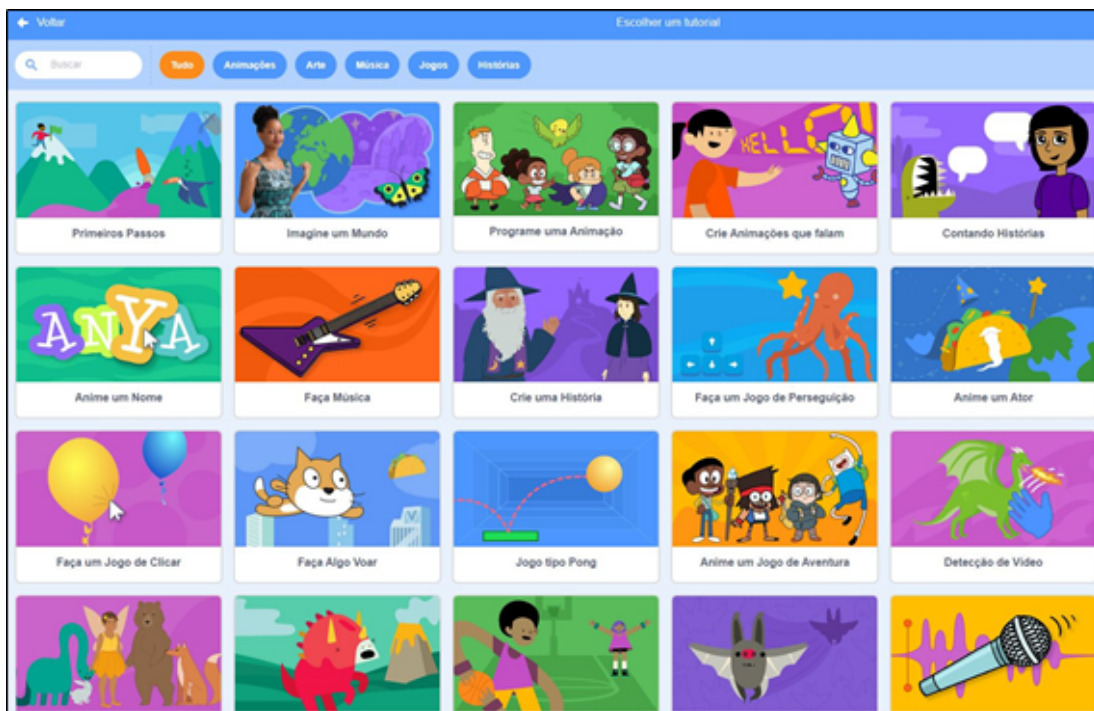 Voltar
Escolher um tutorial
Buscar
Tudo
Animações
Arte
Música
Jogos
Histórias
HELLO!
Primeiros Passos
Imagine um Mundo
Programe uma Animação
Crie Animações que falam
Contando Histórias
ANYA
Anime um Nome
Faça Música
Crie uma História
Faça um Jogo de Perseguição
Anime um Ator
Faça um Jogo de Clicar
Faça Algo Voar
Jogo tipo Pong
Anime um Jogo de Aventura
Detecção de Vídeo